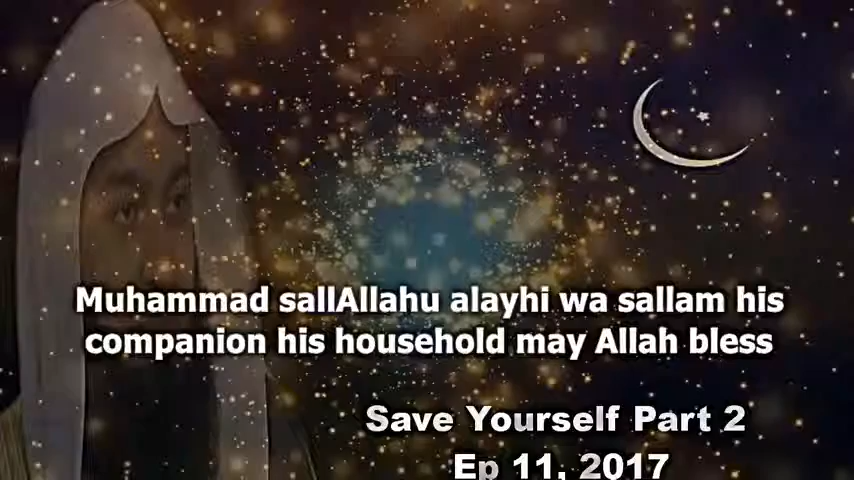 Muhammad sallAllahu alayhi wa sallam his
companion his household may Allah bless
Save Yourself Part 2
Ep 11, 2017